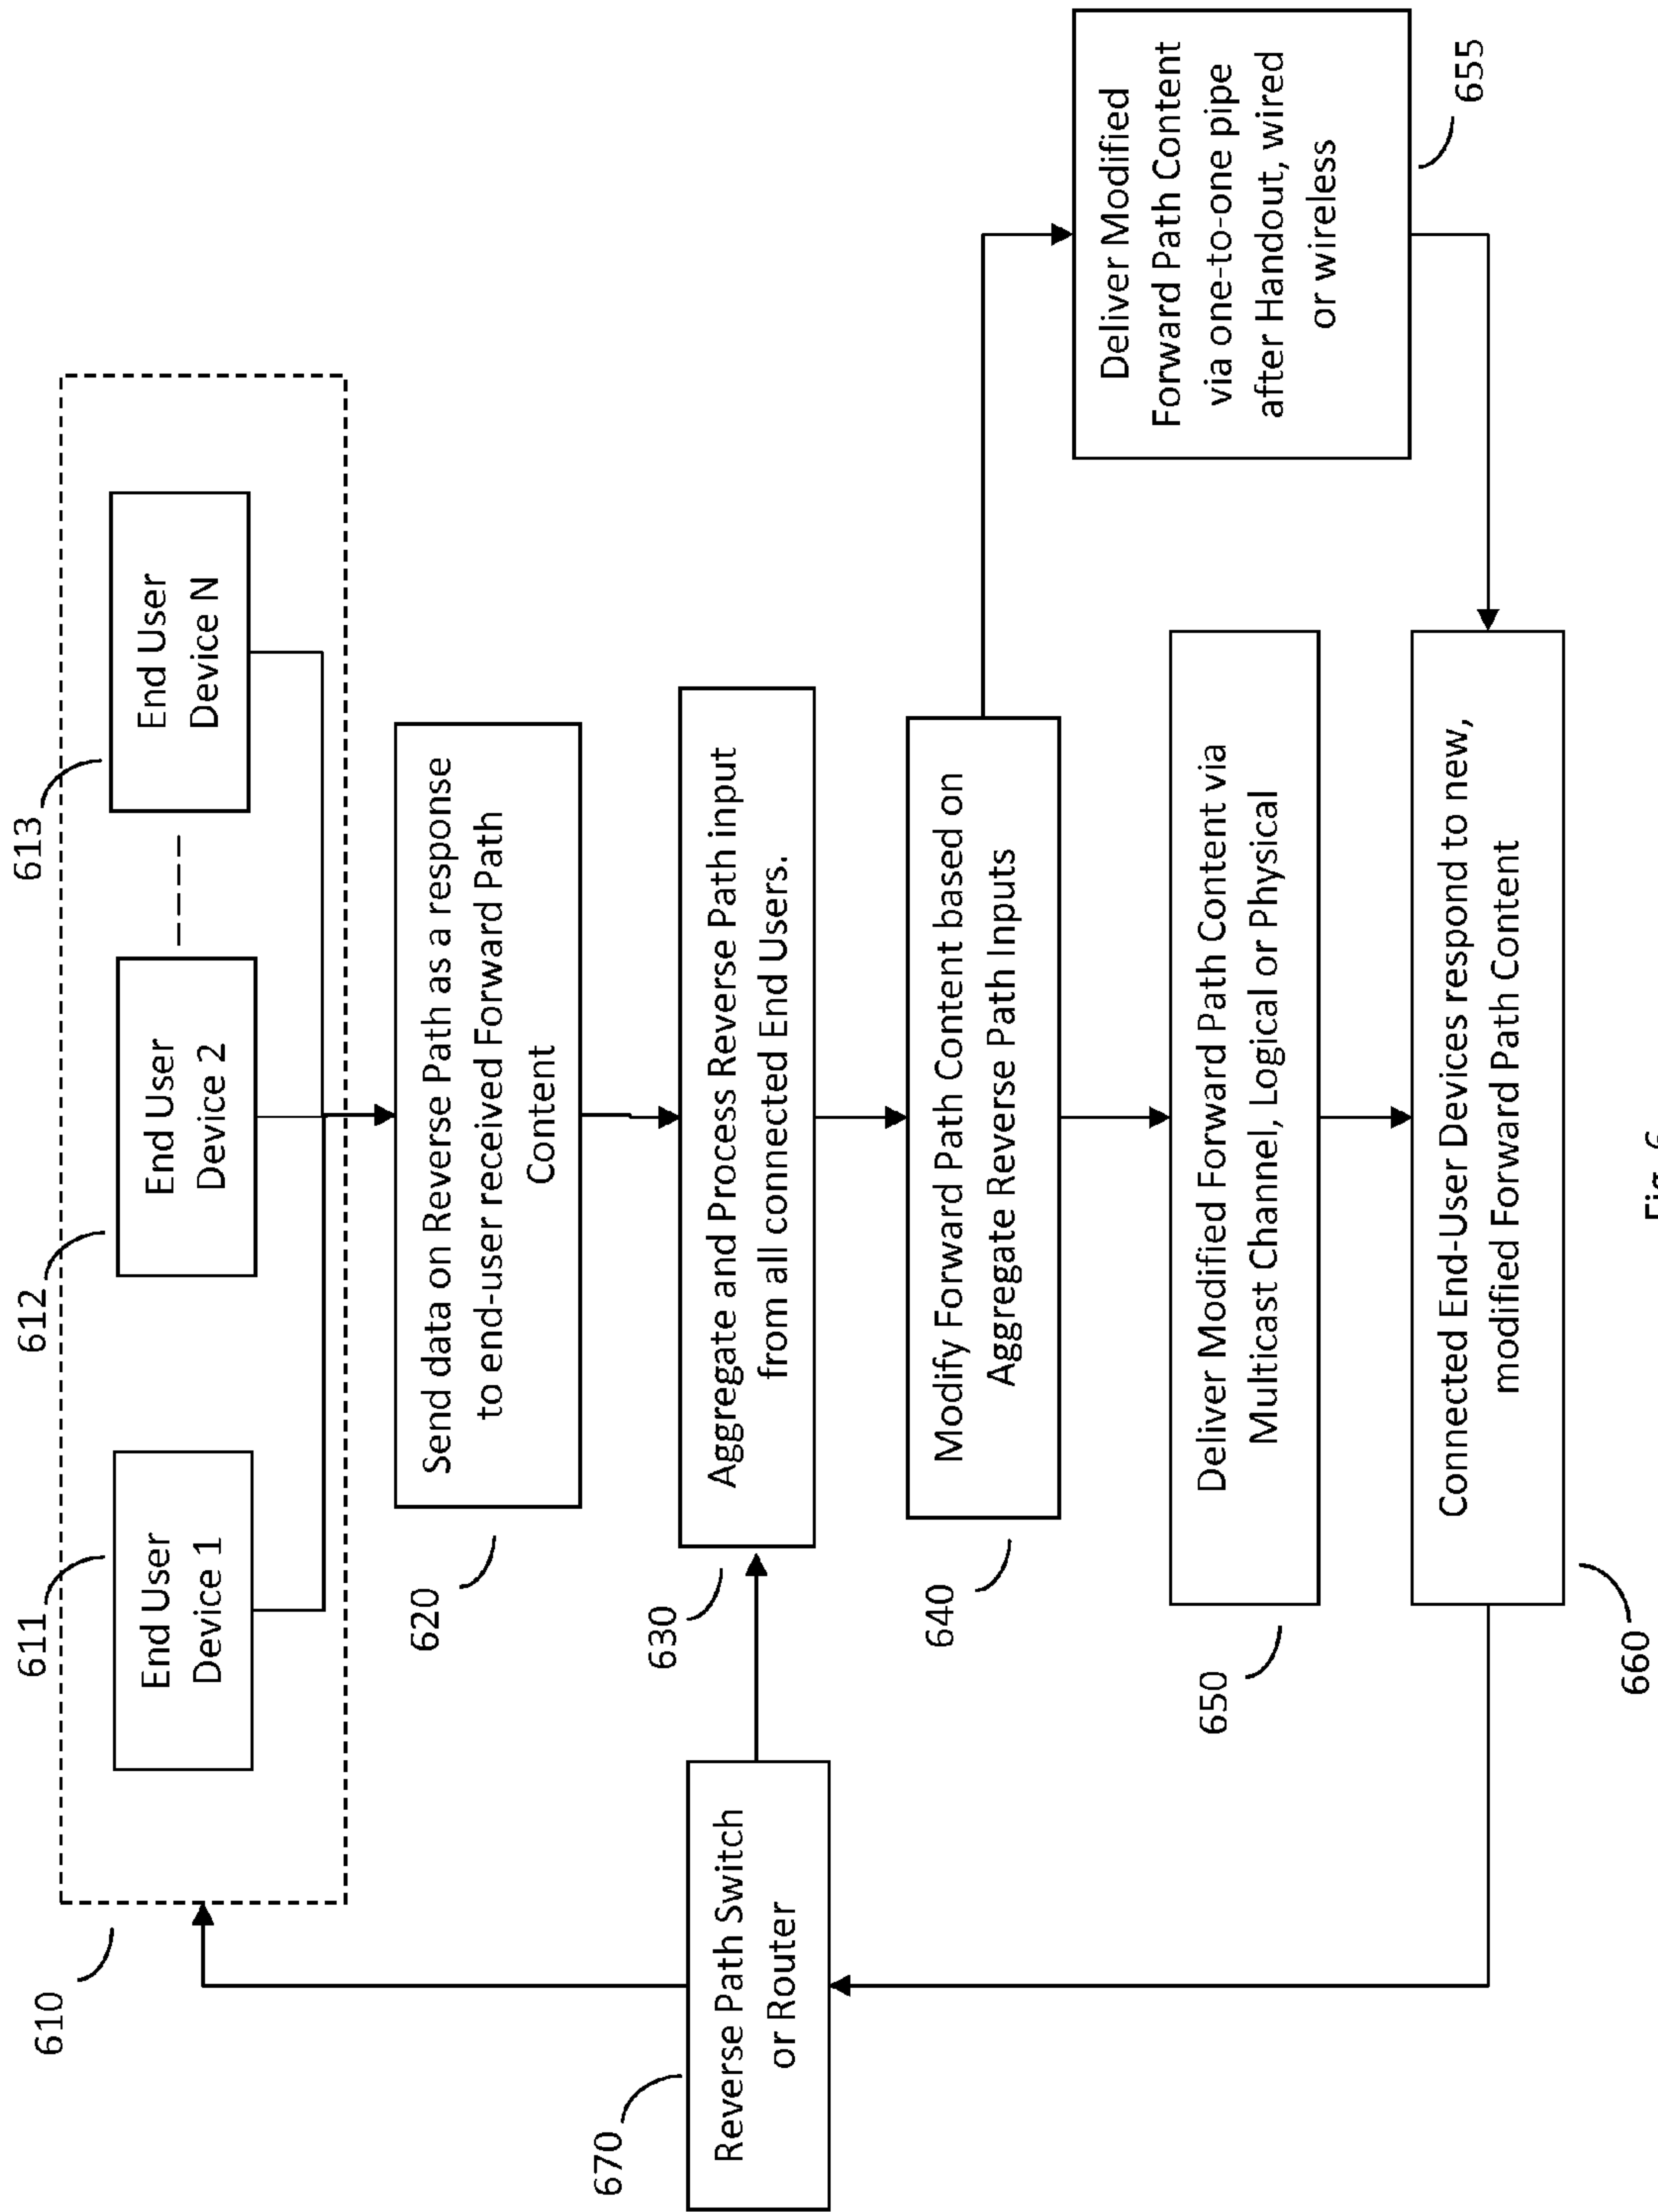 610
611
612
613
End User
Device 1
End User
Device 2
End User
Device N
620
Send data on Reverse Path as a response
to end-user received Forward Path
Content
670
Reverse Path Switch
or Router
630
Aggregate and Process Reverse Path input
from all connected End Users.
640
Modify Forward Path Content based on
Aggregate Reverse Path Inputs
650
Deliver Modified Forward Path Content via
Multicast Channel, Logical or Physical
Deliver Modified
Forward Path Content
via one-to-one pipe
after Handout, wired
or wireless
655
660
Connected End-User Devices respond to new,
modified Forward Path Content
Fig. 6